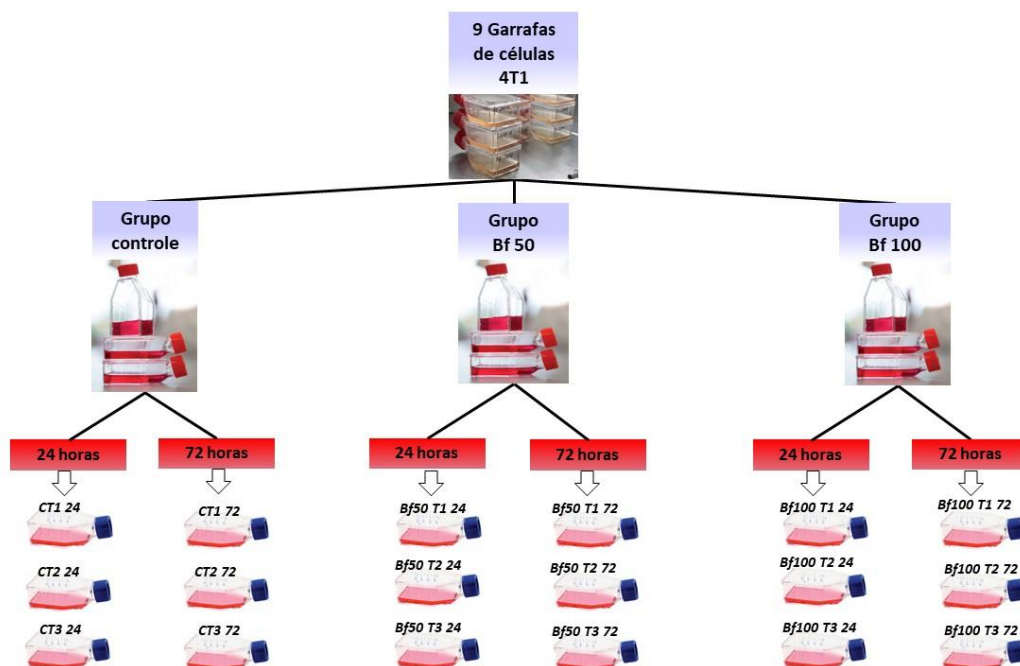 9 Garrafas
de células
4T1
Grupo
controle
Grupo
Bf 50
Grupo
Bf 100
24 horas
72 horas
24 horas
72 horas
24 horas
72 horas
CT1 24
CT1 72
Bf50 T1 24
Bf50 T1 72
Bf100 T1 24
Bf100 T1 72
CT2 24
CT2 72
Bf50 T2 24
Bf50 T2 72
Bf100 T2 24
Bf100 T2 72
CT3 24
CT3 72
Bf50 T3 24
Bf50 T3 72
Bf100 T3 24
Bf100 T3 72